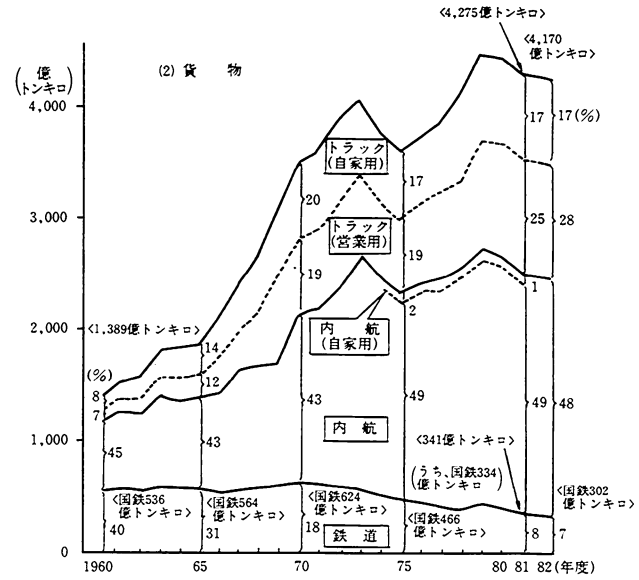 <4,275億トンキロ>
<4,170
億トンキロ>
億
トンキロ
(2) 貨物
4,000
17
17(%)
トラック
(自家用)
20
17
3,000
トラック
(営業用)
25
28
19
19
1
2
2,000
<1,389億トンキロ>
内航
(自家用)
14
(%)
12
8
7
43
49
49
48
内航
1,000
45
43
<341億トンキロ>
(うち、国鉄334
億トンキロ)
<国鉄536
億トンキロ>
<国鉄564
億トンキロ>
<国鉄624
億トンキロ>
<国鉄466
億トンキロ>
<国鉄302
億トンキロ>
40
31
18
鉄道
8
7
0
1960
65
70
75
80
81
82
(年度)